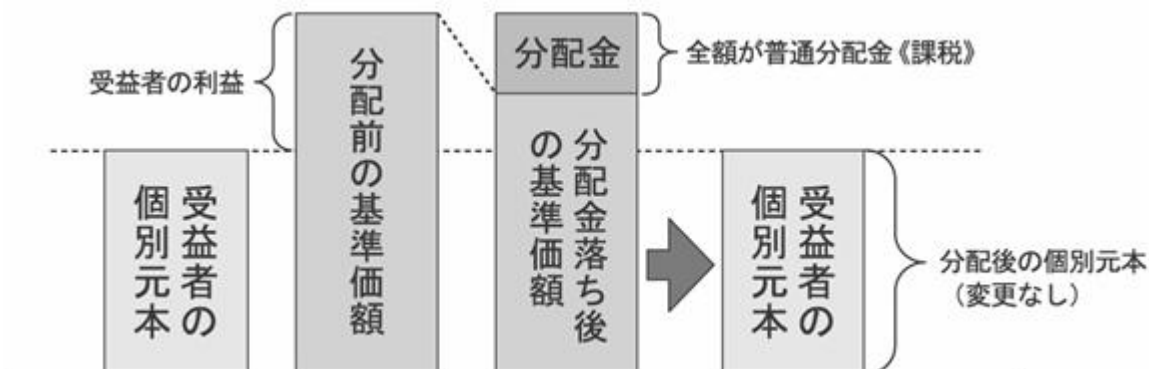 受益者の利益
受益者の
個別元本
分配前の基準価額
分配金
全額が普通分配金《課税》
分配金落ち後
の基準価額
受益者の
個別元本
分配後の個別元本
（変更なし）